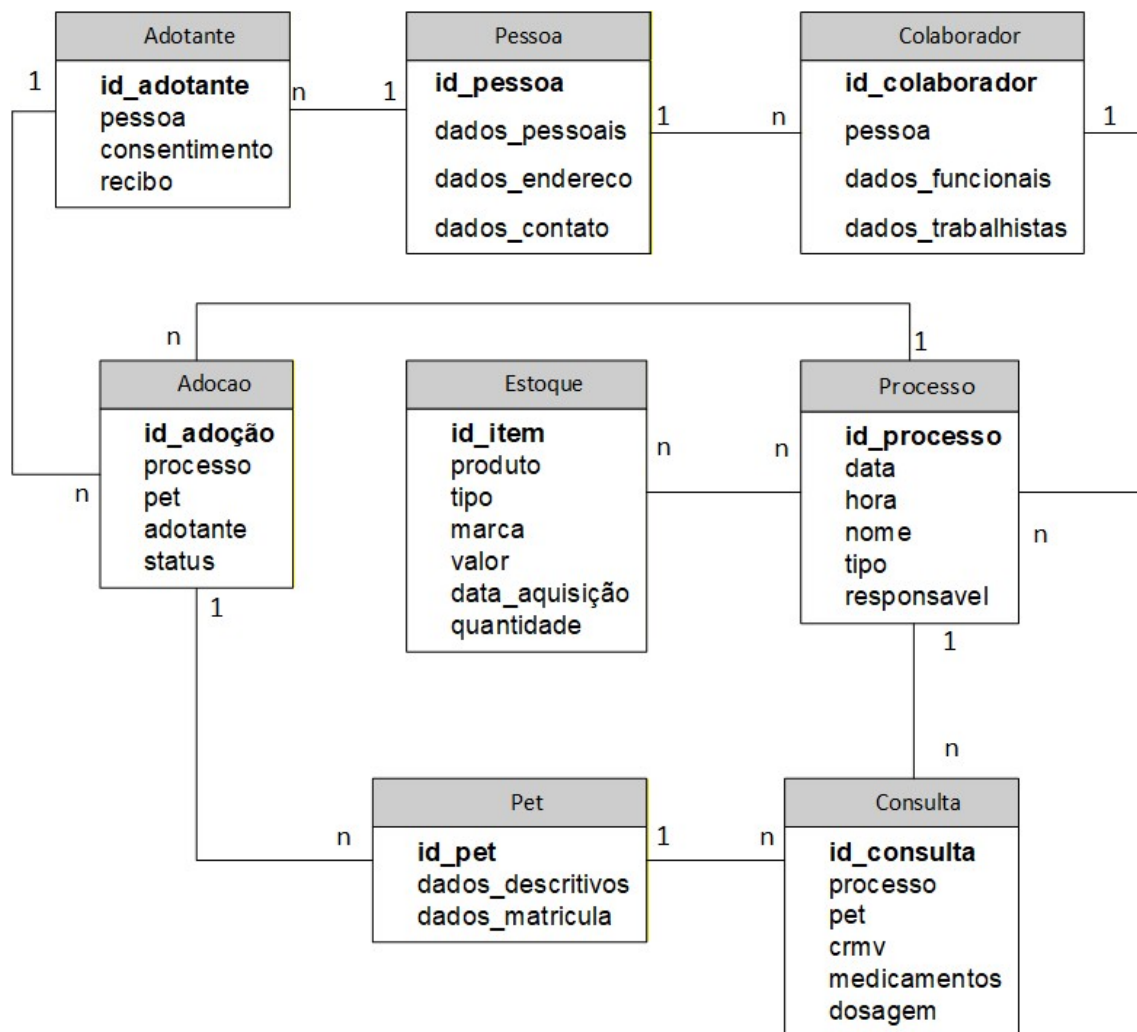 Adotante
id_adotante
pessoa
consentimento
recibo
1
n
1
Pessoa
id_pessoa
dados_pessoais
dados_endereco
dados_contato
1
n
Colaborador
id_colaborador
pessoa
dados_funcionais
dados_trabalhistas
1
n
1
Adocao
id_adoção
processo
pet
adotante
status
n
1
Estoque
id_item
produto
tipo
marca
valor
data_aquisição
quantidade
n
n
Processo
id_processo
data
hora
nome
tipo
responsavel
n
1
n
Pet
id_pet
dados_descritivos
dados_matricula
n
1
n
Consulta
id_consulta
processo
pet
crmv
medicamentos
dosagem